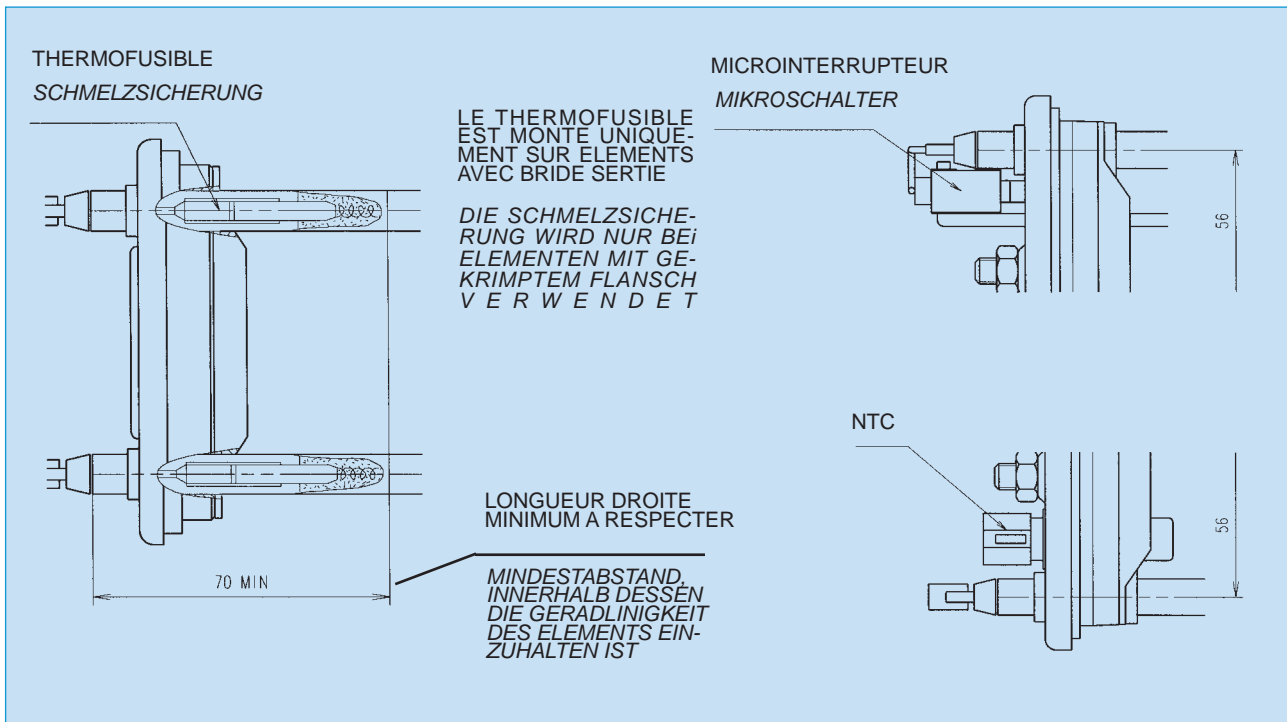 THERMOFUSIBLE
SCHMELZSICHERUNG
LE THERMOFUSIBLE
EST MONTE UNIQUE-
MENT SUR ELEMENTS
AVEC BRIDE SERTIE
DIE SCHMELZSICHE-
RUNG WIRD NUR BEi
ELEMENTEN MIT GE-
KRIMPTEM FLANSCH
VERWENDET
LONGUEUR DROITE
MINIMUM A RESPECTER
MINDESTABSTAND,
INNERHALB DESSEN
DIE GERADLINIGKEIT
DES ELEMENTS EIN-
ZUHALTEN IST
70 MIN
MICROINTERRUPTEUR
MIKROSCHALTER
56
NTC
56